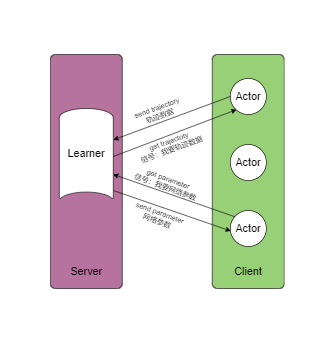 Actor
send trajectory
轨迹数据
get trajectoty
信号：我要轨迹数据
Learner
Actor
get parameter
信号：我要网络参数
send parameter
网络参数
Actor
Server
Client